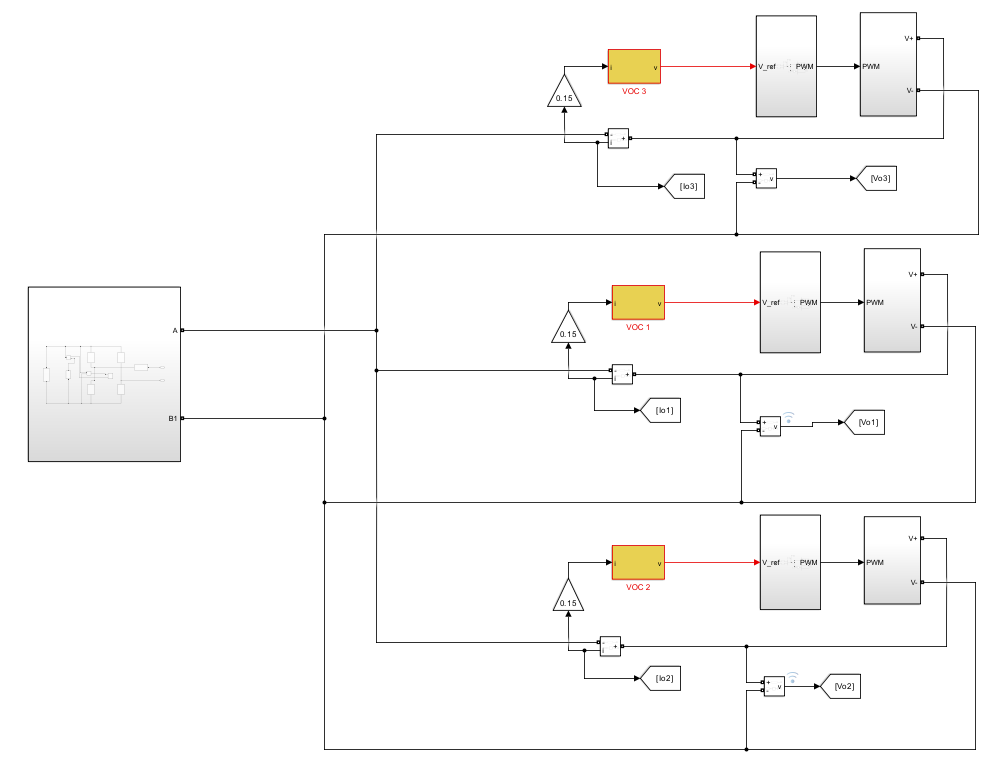 V+
V_ref
PWM
PWM
i
v
V-
VOC 3
0.15
-
i
+
+
-
v
[Vo3]
[Io3]
V+
V_ref
PWM
PWM
i
v
V-
VOC 1
A
0.15
-
i
+
[Io1]
+
-
v
[Vo1]
B1
V+
V_ref
PWM
PWM
i
v
V-
VOC 2
0.15
-
i
+
[Io2]
+
-
v
[Vo2]